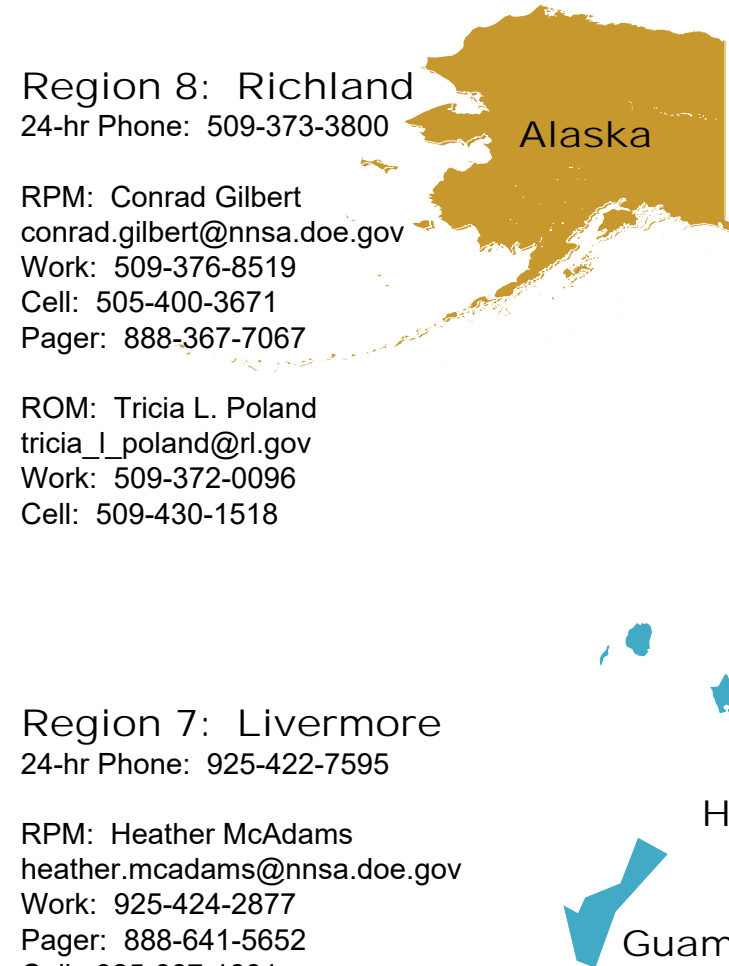 Region 8:  Richland
24-hr Phone:  509-373-3800
Alaska
RPM:  Conrad Gilbert
conrad.gilbert@nnsa.doe.gov
Work:  509-376-8519
Cell:  505-400-3671
Pager:  888-367-7067
ROM:  Tricia L. Poland
tricia_l_poland@rl.gov
Work:  509-372-0096
Cell:  509-430-1518
Region 7:  Livermore
24-hr Phone:  925-422-7595
H
RPM:  Heather McAdams
heather.mcadams@nnsa.doe.gov
Work:  925-424-2877
Pager:  888-641-5652
Guam